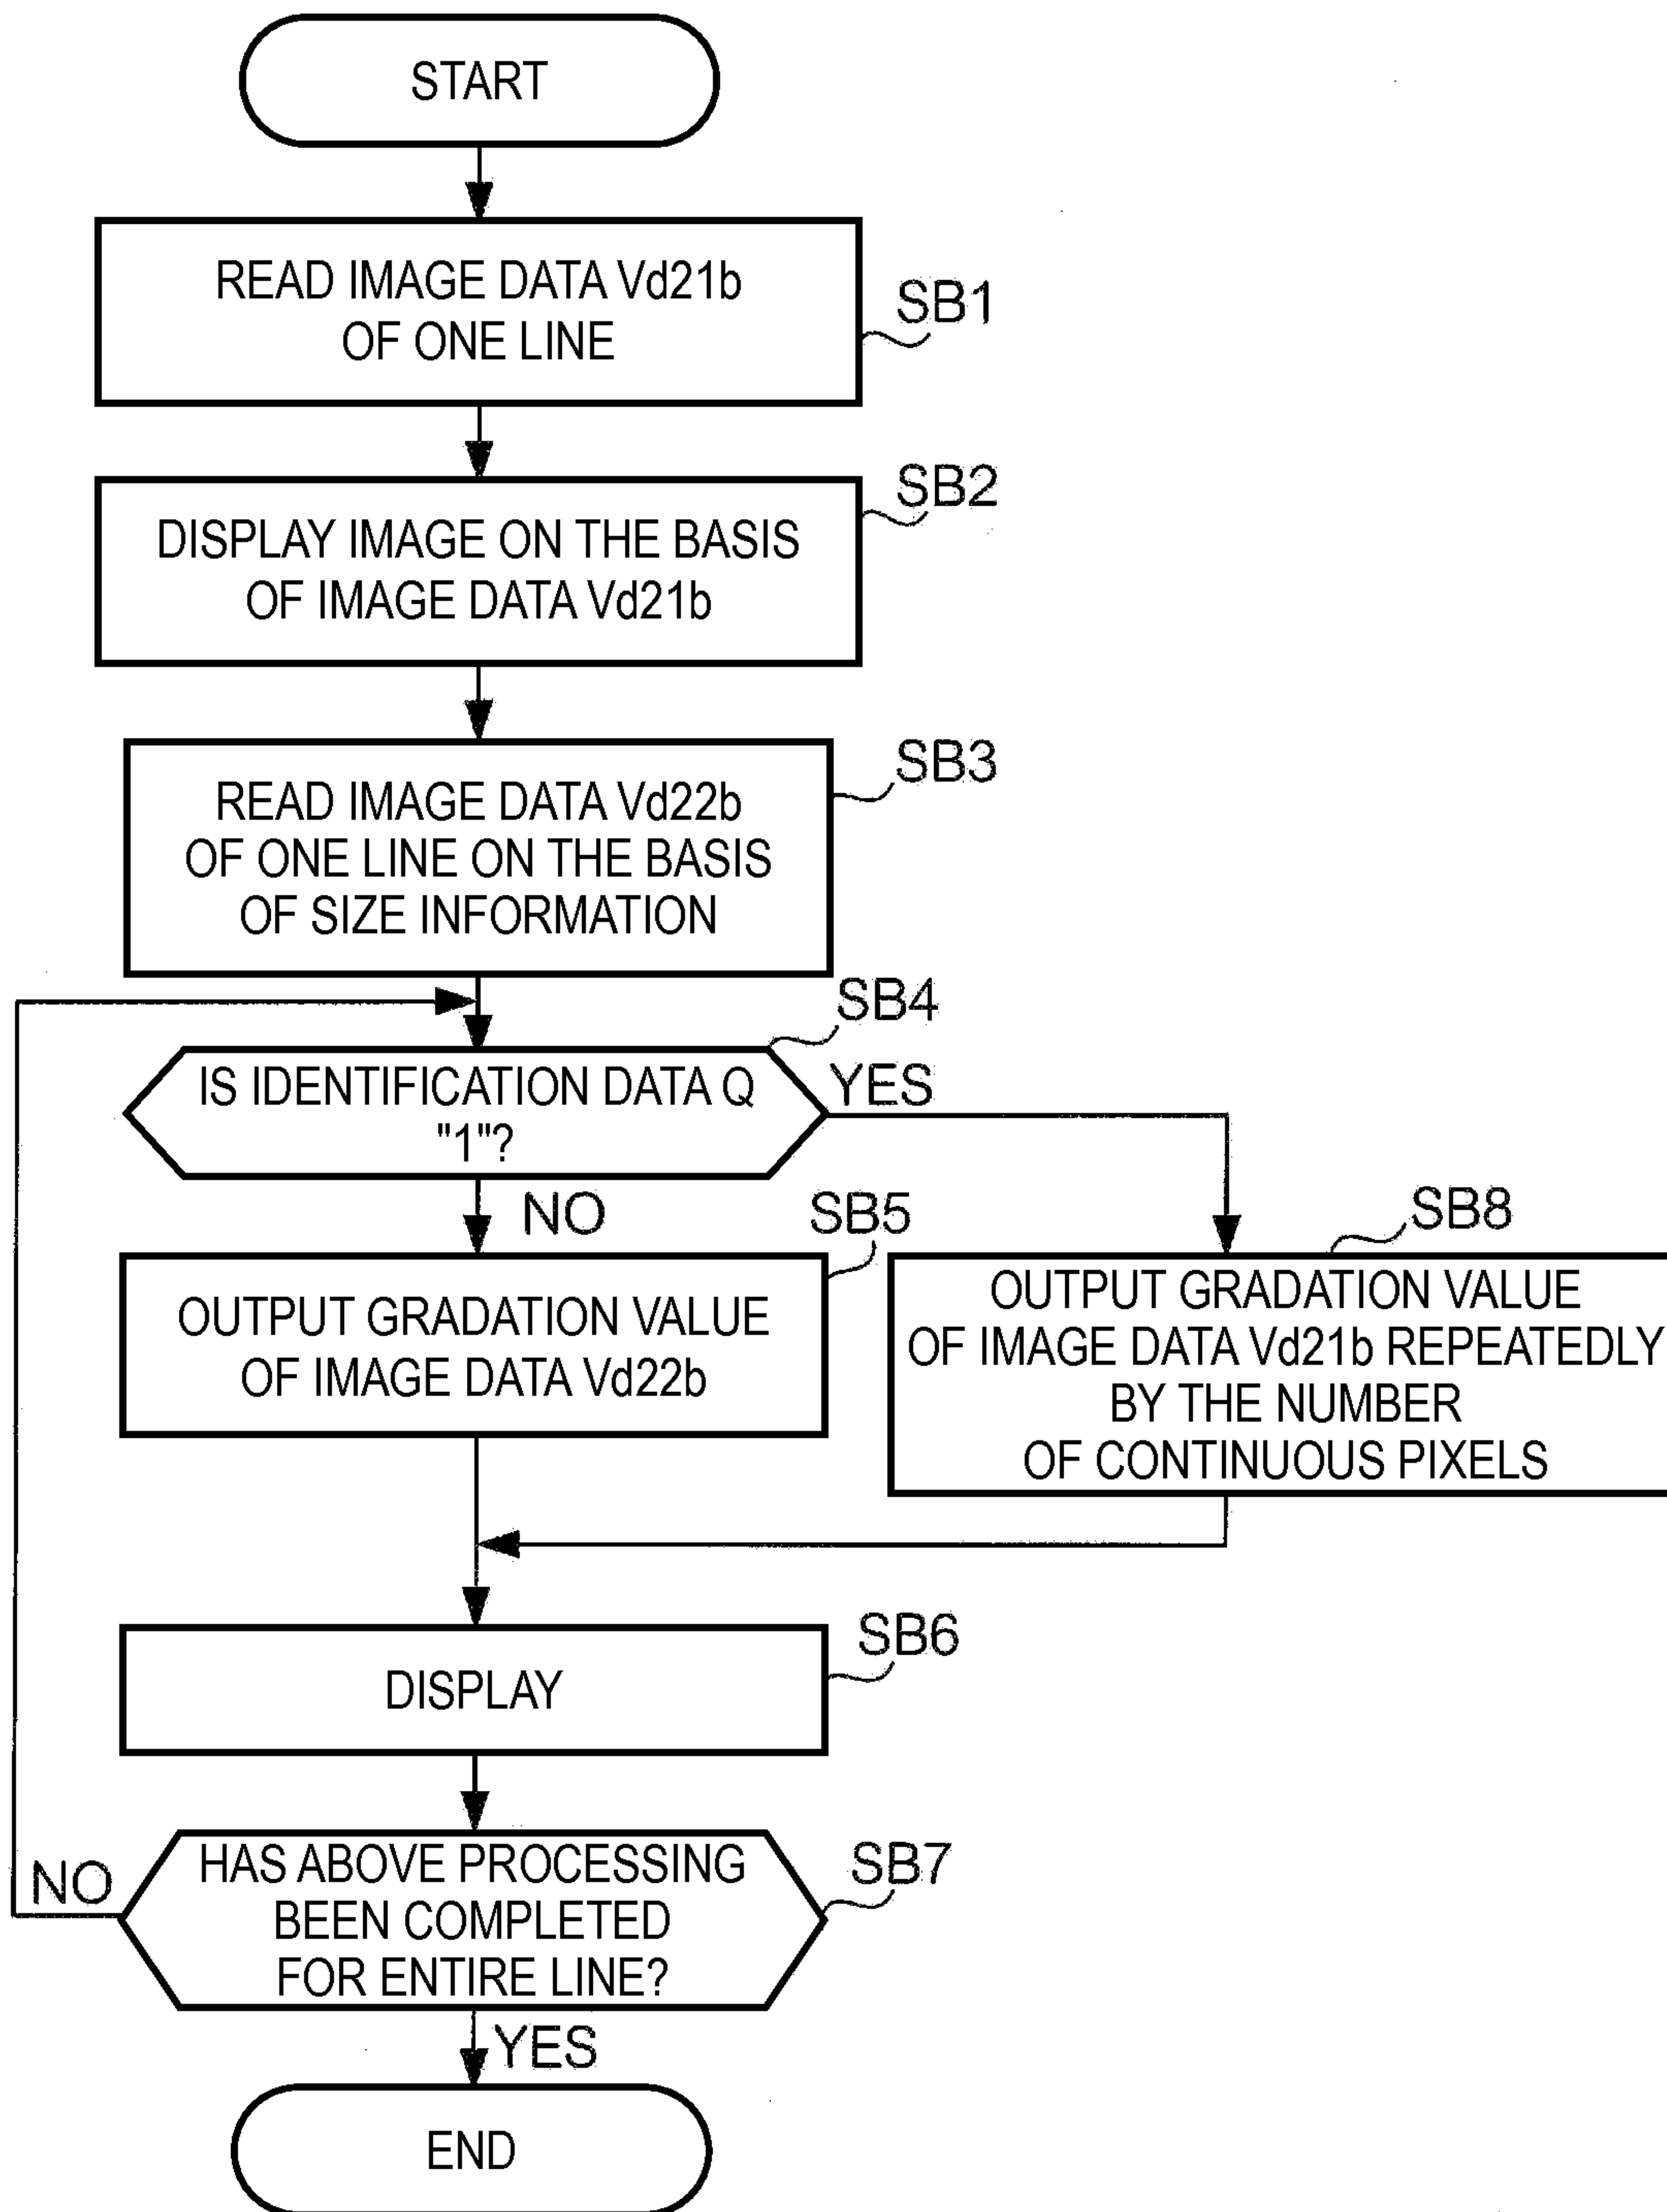 START
READ IMAGE DATA Vd21b
OF ONE LINE
SB1
DISPLAY IMAGE ON THE BASIS
OF IMAGE DATA Vd21b
SB2
READ IMAGE DATA Vd22b
OF ONE LINE ON THE BASIS
OF SIZE INFORMATION
SB3
IS IDENTIFICATION DATA Q
"1"?
SB4
YES
NO
OUTPUT GRADATION VALUE
OF IMAGE DATA Vd22b
SB5
OUTPUT GRADATION VALUE
OF IMAGE DATA Vd21b REPEATEDLY
BY THE NUMBER
OF CONTINUOUS PIXELS
SB8
DISPLAY
SB6
HAS ABOVE PROCESSING
BEEN COMPLETED
FOR ENTIRE LINE?
SB7
NO
YES
END